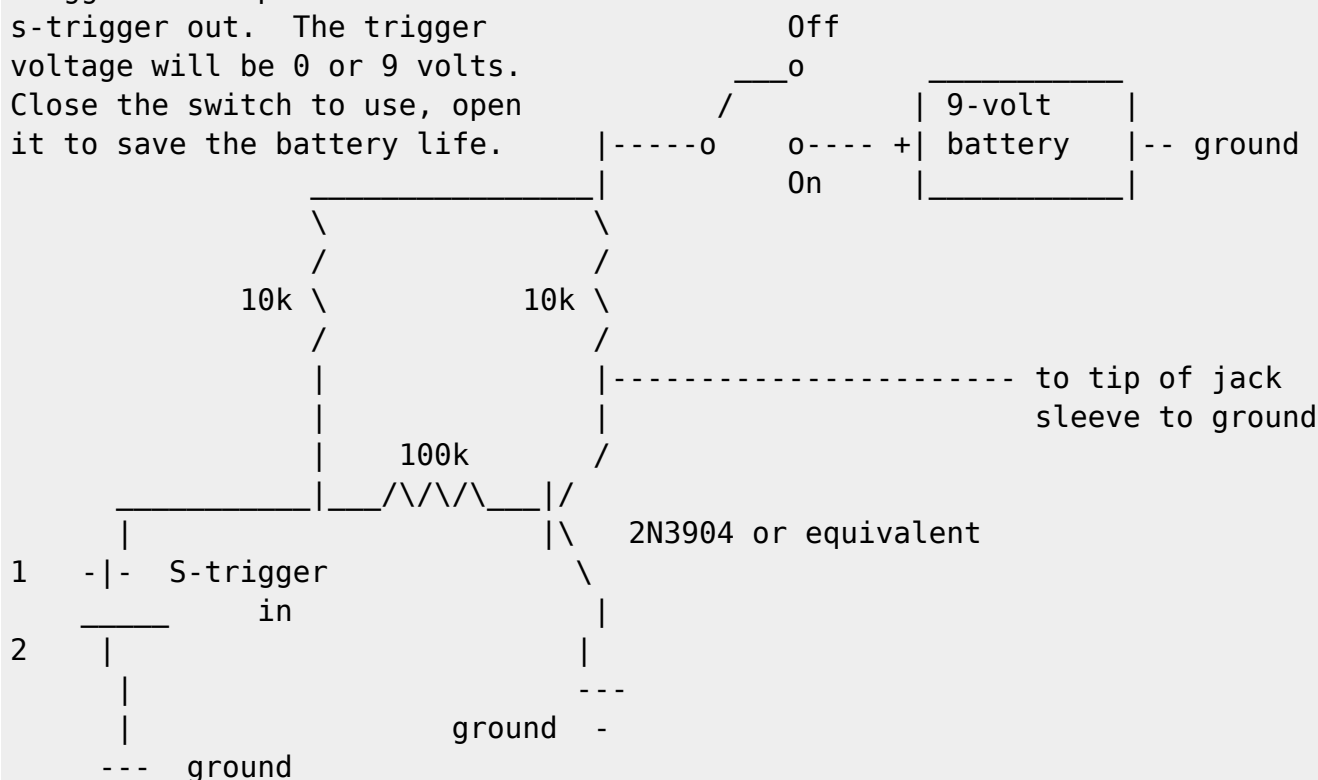 s-trigger out.  The trigger Off
voltage will be 0 or 9 volts.
Close the switch to use, open 9-volt
it to save the battery life. + battery -- ground
On
10k 10k
to tip of jack
sleeve to ground
100k
2N3904 or equivalent
1 S-trigger
in
2
ground -
--- ground